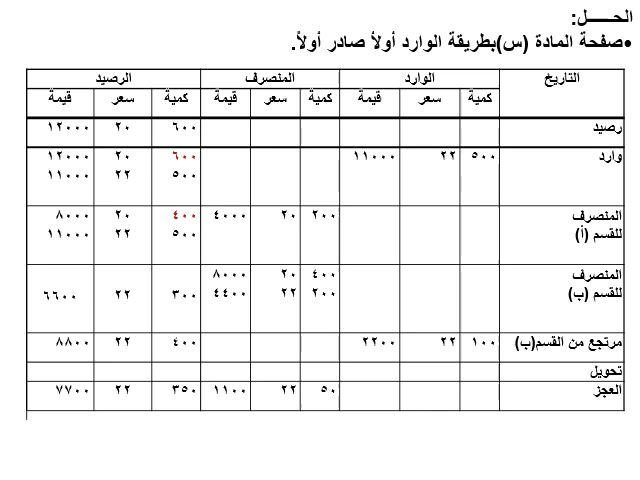 الحـــــل:
•صفحة المادة (س)بطريقة الوارد أولاً صادر أولاً.
التاريخ الوارد المنصرف الرصيد
كمية سعر قيمة كمية سعر قيمة كمية سعر قيمة
رصيد ٦٠٠ ٢٠ ١٢٠٠٠
وارد ٥٠٠ ٢٢ ١١٠٠٠ ٦٠٠ ٢٠ ١٢٠٠٠
٥٠٠ ٢٢ ١١٠٠٠
المنصرف ٢٠٠ ٢٠ ٤٠٠٠ ٤٠٠ ٢٠ ٨٠٠٠
للقسم (أ) ٥٠٠ ٢٢ ١١٠٠٠
المنصرف ٤٠٠ ٢٠ ٨٠٠٠
للقسم (ب) ٢٠٠ ٢٢ ٤٤٠٠ ٣٠٠ ٢٢ ٦٦٠٠
مرتجع من القسم(ب) ١٠٠ ٢٢ ٢٢٠٠ ٤٠٠ ٢٢ ٨٨٠٠
تحويل
العجز ٥٠ ٢٢ ١١٠٠ ٣٥٠ ٢٢ ٧٧٠٠